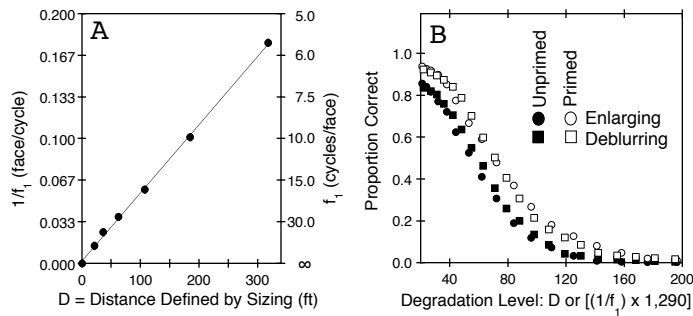 A
0.200
0.167
0.133
0.100
0.067
0.033
0.000
1/f1 (face/cycle)
5.0
6.0
7.5
10.0
15.0
30.0
∞
f1 (cycles/face)
0 100 200 300
D = Distance Defined by Sizing (ft)
B
1.0
0.8
0.6
0.4
0.2
0.0
Proportion Correct
Unprimed
Primed
Enlarging
Deblurring
40 80 120 160 200
Degradation Level: D or [(1/f1) x 1,290]